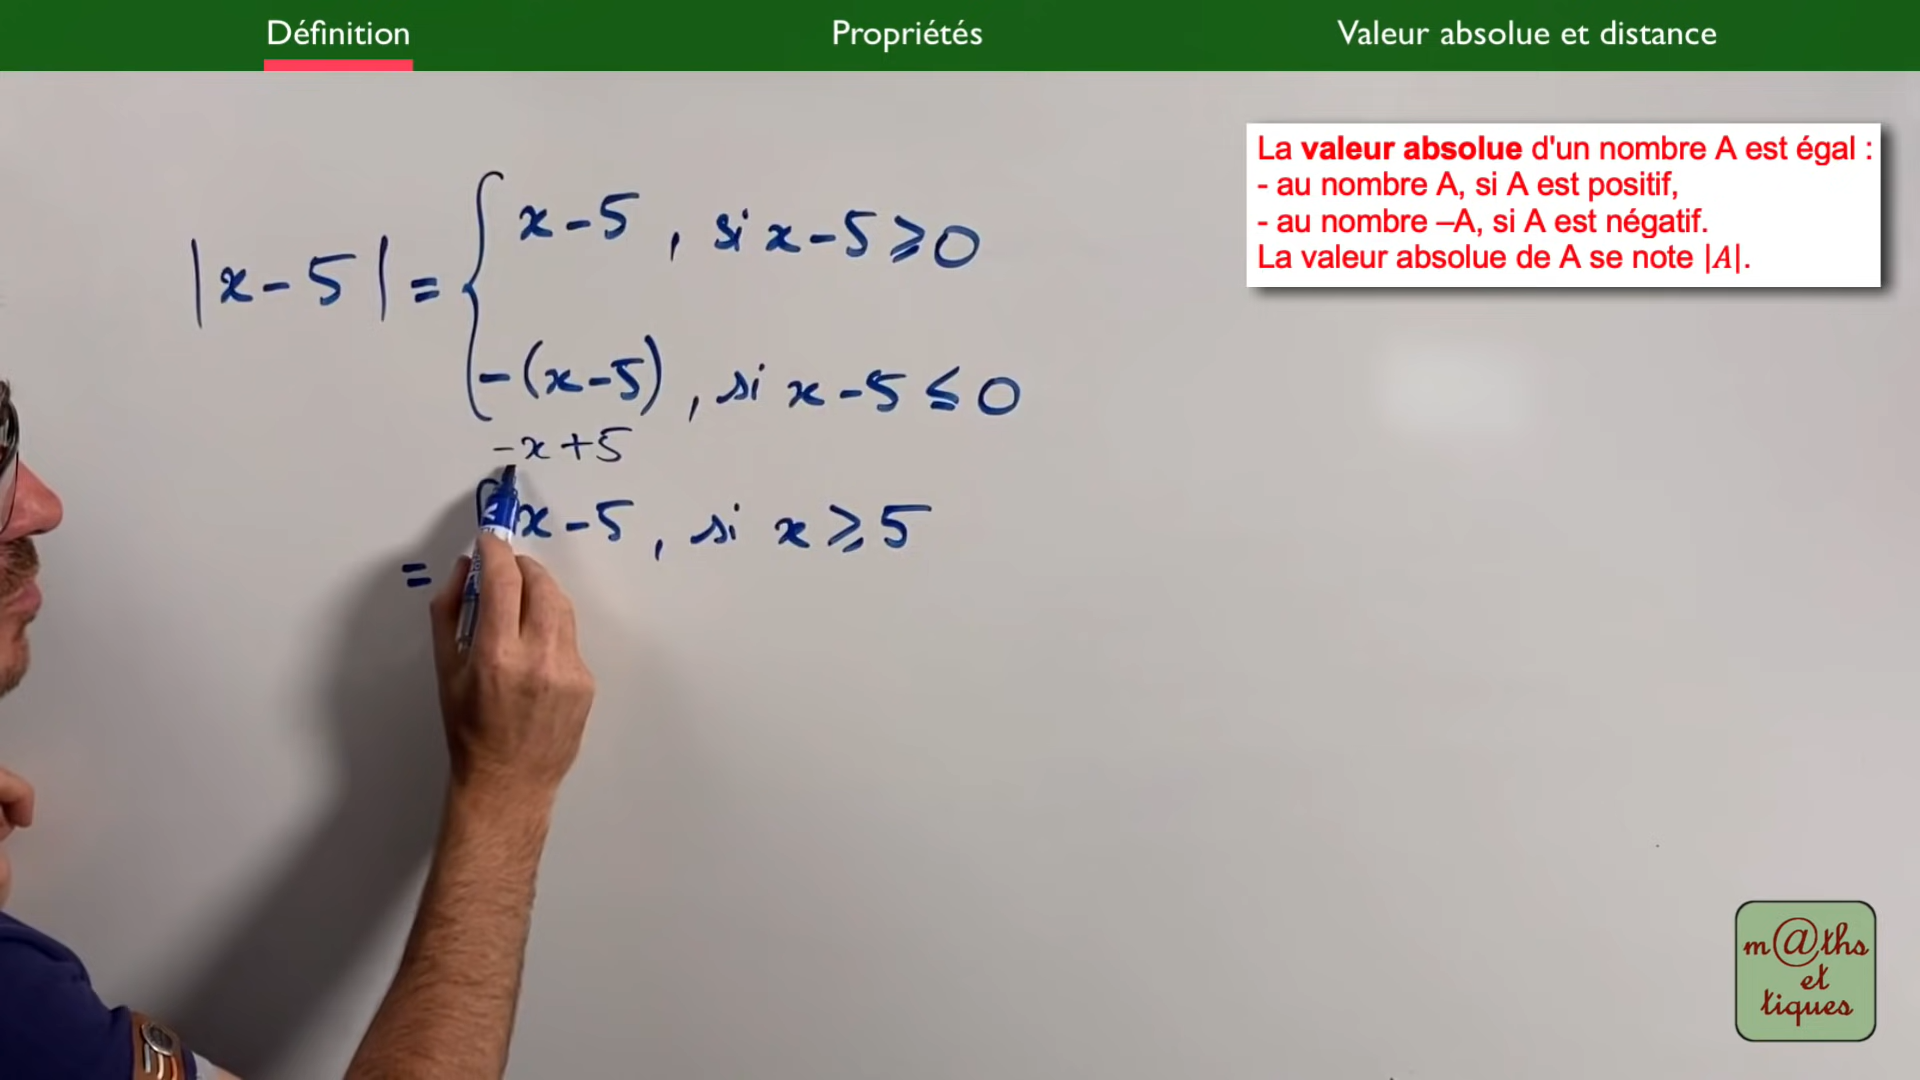 Définition
Propriétés
Valeur absolue et distance
La valeur absolue d'un nombre A est égal :
- au nombre A, si A est positif,
- au nombre –A, si A est négatif.
La valeur absolue de A se note |A|.
x-5, si x-5⩾0
|x-5| =
-(x-5), si x-5≤0
-x+5
x-5, si x⩾5
=
m@ths
et
tiques